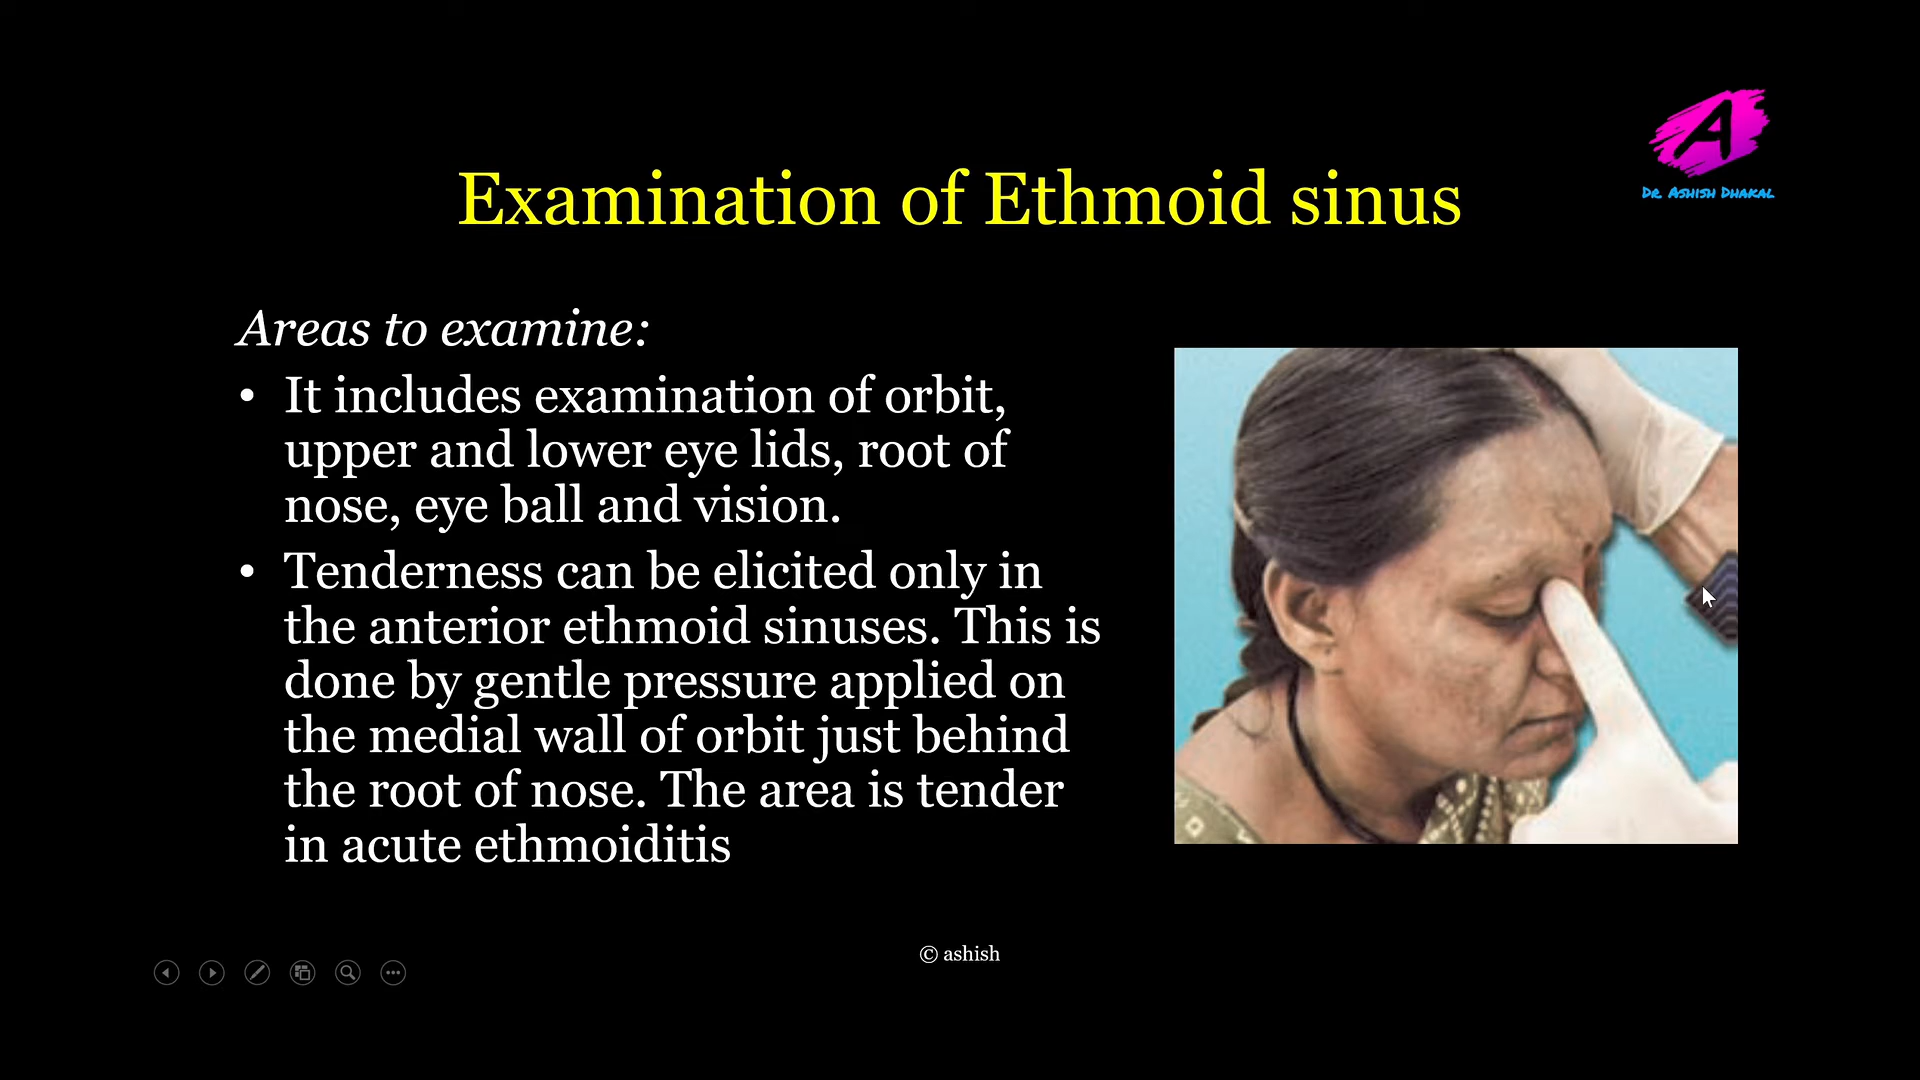 A
Dr. Ashish Dhakal
Examination of Ethmoid sinus
Areas to examine:
• It includes examination of orbit,
upper and lower eye lids, root of
nose, eye ball and vision.
• Tenderness can be elicited only in
the anterior ethmoid sinuses. This is
done by gentle pressure applied on
the medial wall of orbit just behind
the root of nose. The area is tender
in acute ethmoiditis
© ashish